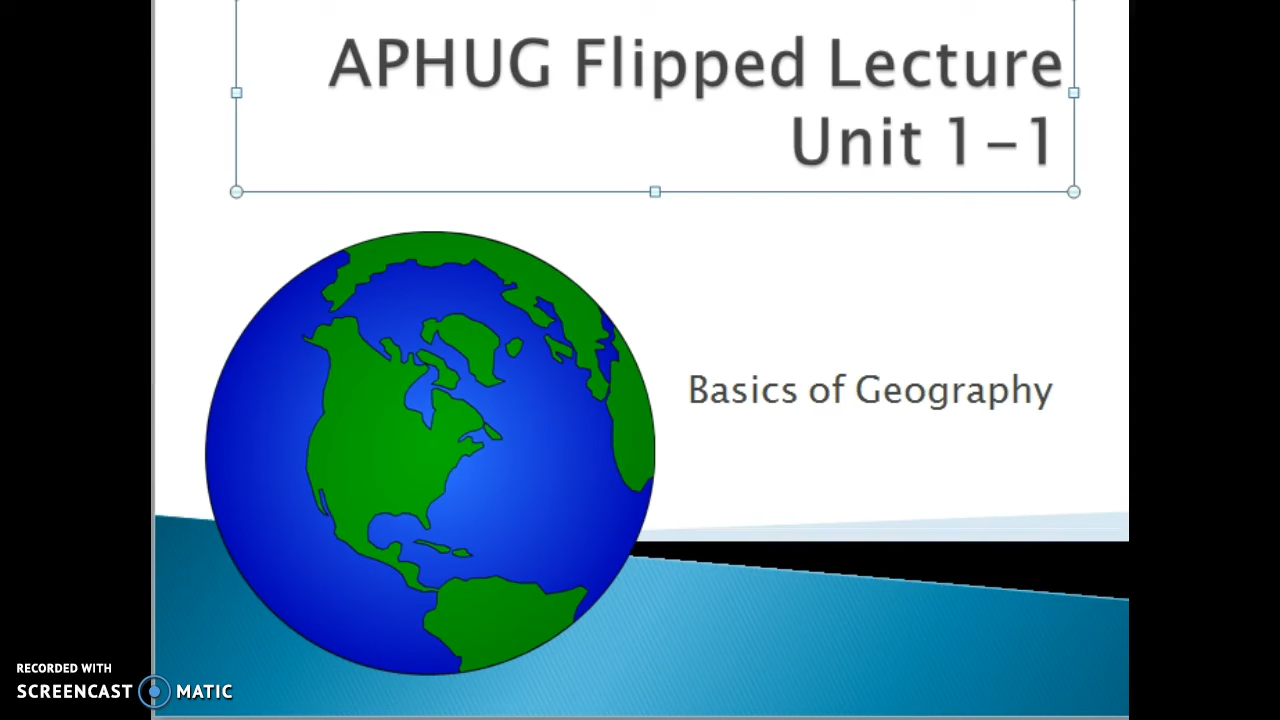 APHUG Flipped Lecture
Unit 1-1
Basics of Geography
RECORDED WITH
SCREENCAST MATIC